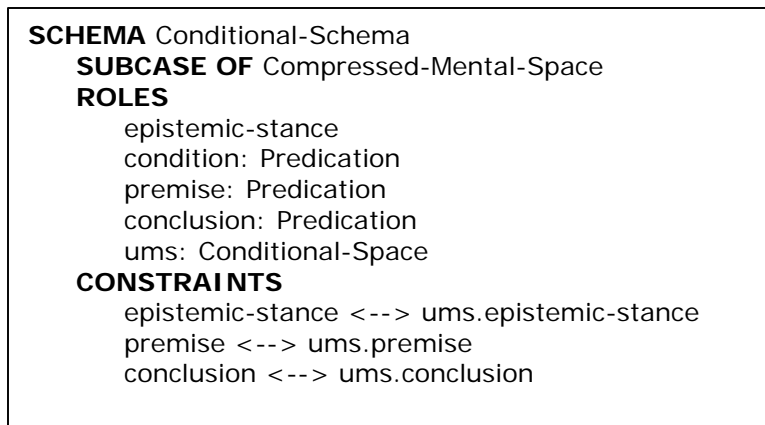 SCHEMA Conditional-Schema
SUBCASE OF Compressed-Mental-Space
ROLES
epistemic-stance
condition: Predication
premise: Predication
conclusion: Predication
ums: Conditional-Space
CONSTRAINTS
epistemic-stance <--> ums.epistemic-stance
premise <--> ums.premise
conclusion <--> ums.conclusion